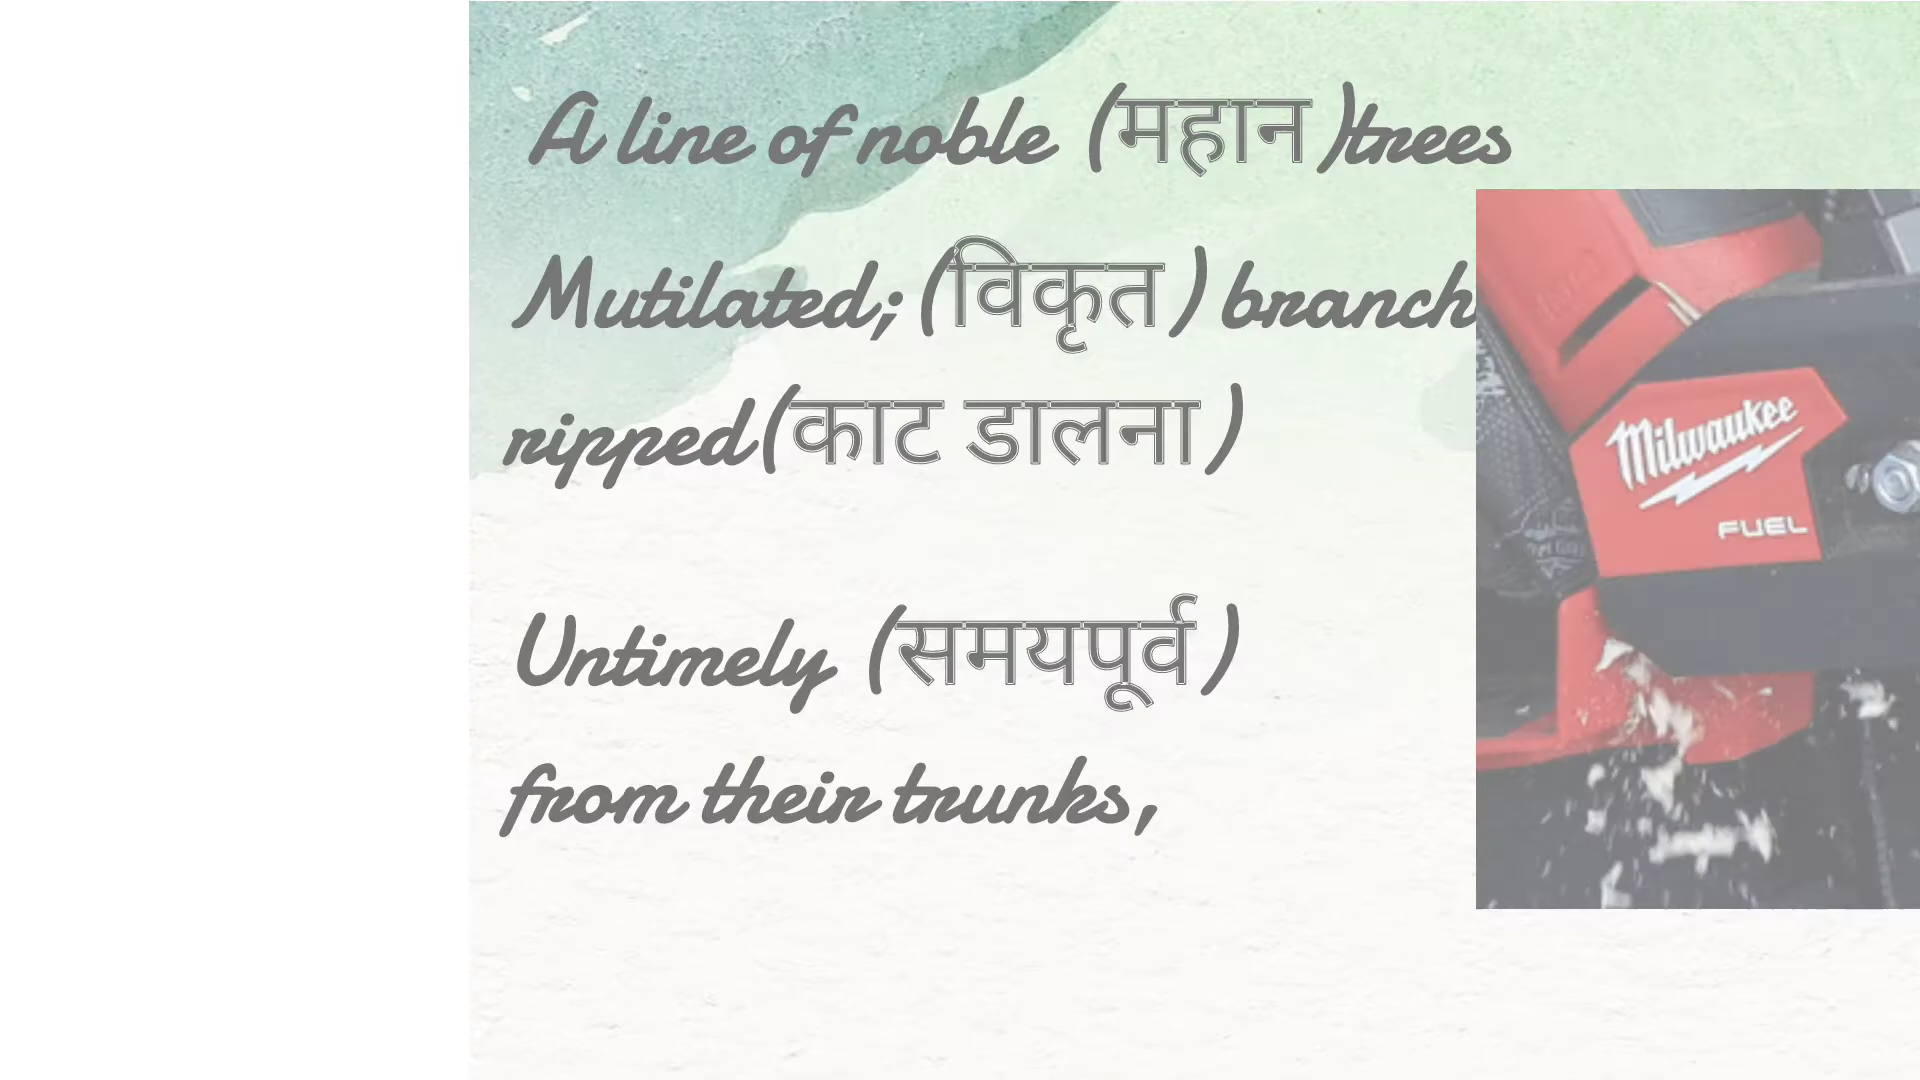 A line of noble (महान )trees
Mutilated; (विकृत) branch
ripped(काट डालना)
Untimely (समयपूर्व)
from their trunks,
Milwaukee
FUEL